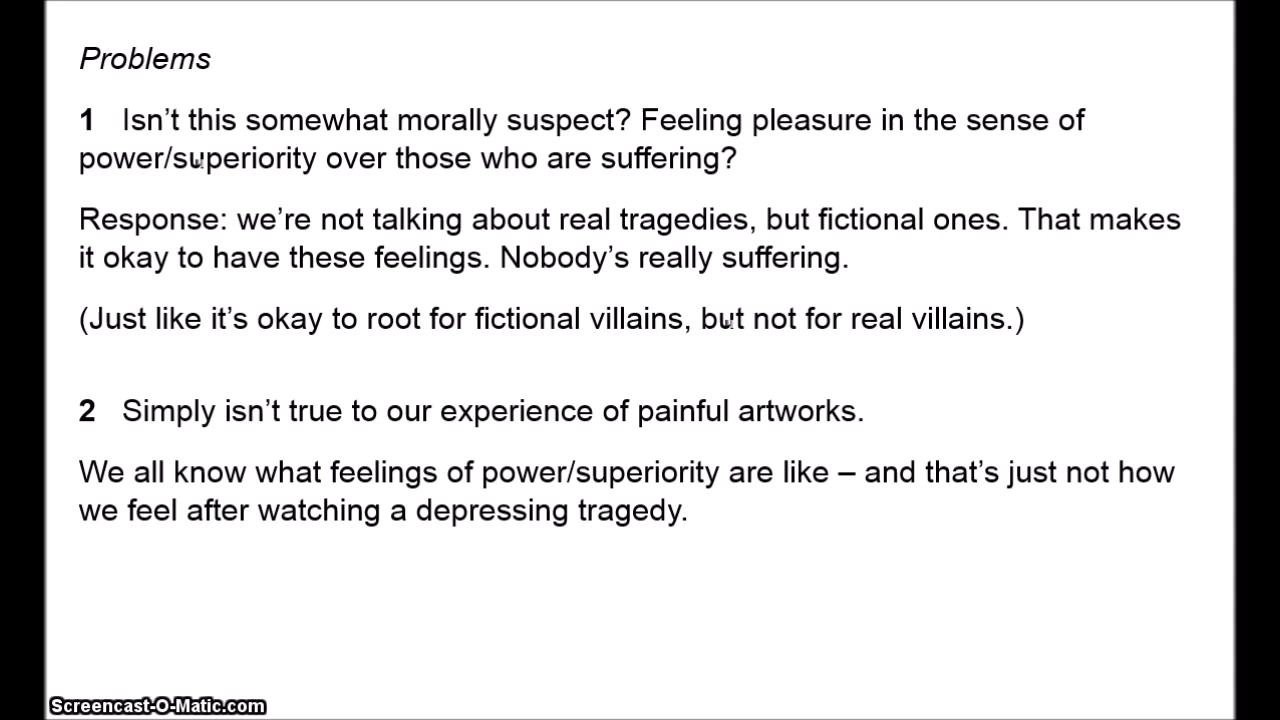 Problems
1 Isn't this somewhat morally suspect? Feeling pleasure in the sense of
power/superiority over those who are suffering?
Response: we're not talking about real tragedies, but fictional ones. That makes
it okay to have these feelings. Nobody's really suffering.
(Just like it's okay to root for fictional villains, but not for real villains.)
2 Simply isn't true to our experience of painful artworks.
We all know what feelings of power/superiority are like – and that's just not how
we feel after watching a depressing tragedy.
Screencast-O-Matic.com